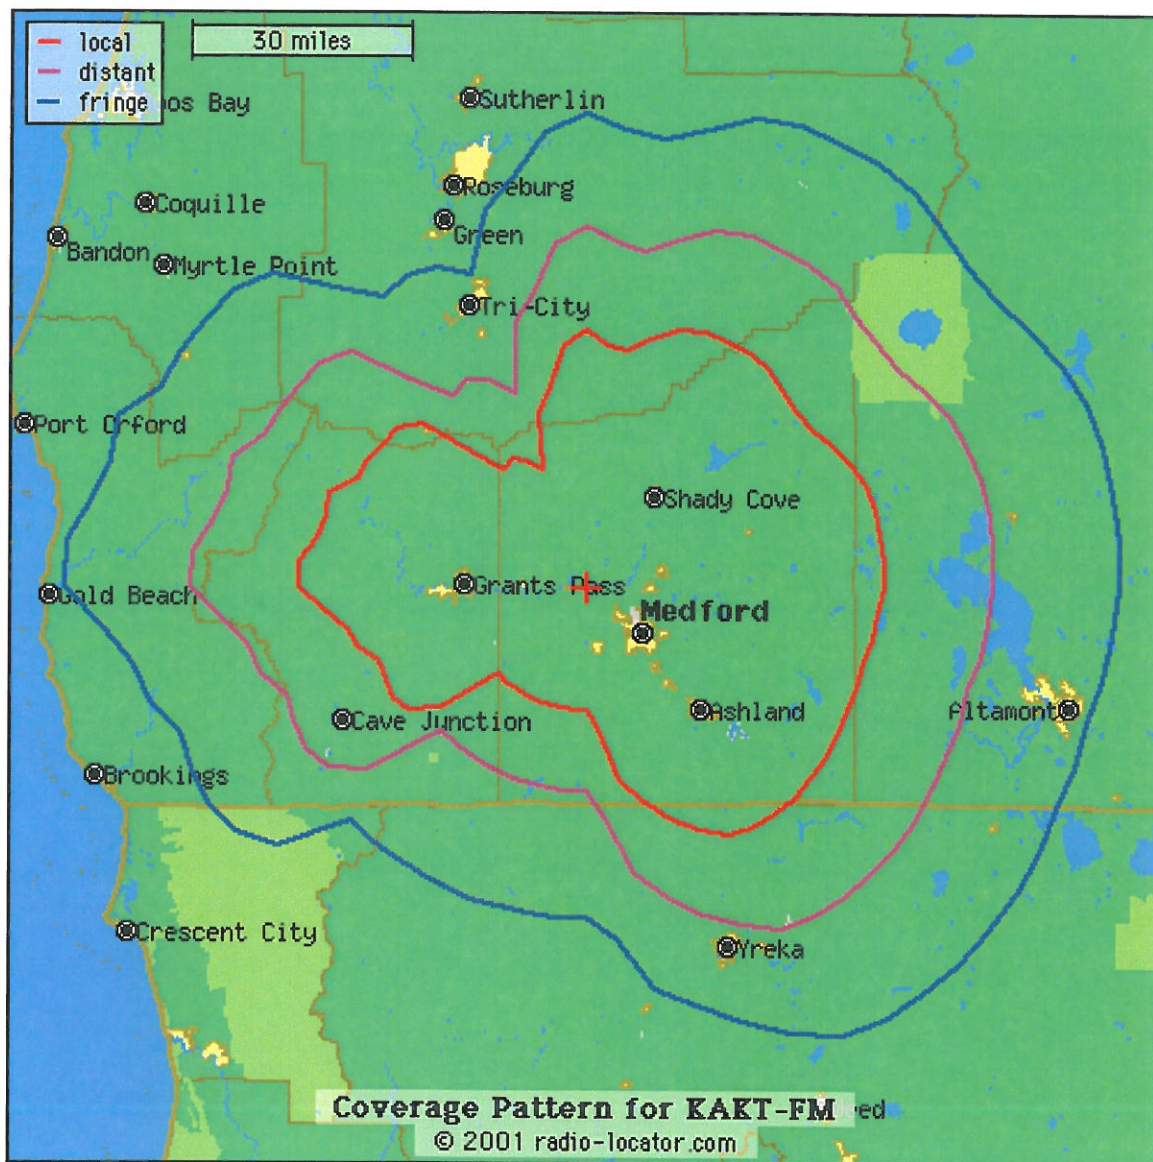 local
distant
fringe
30 miles
Sutherlin
oos Bay
Roseburg
Coquille
Green
Bandon
Myrtle Point
Tri-City
Port Orford
Shady Cove
Grants Pass
Gold Beach
Medford
Ashland
Altamont
Cave Junction
Brookings
Crescent City
Yreka
Coverage Pattern for KAKT-FM
eed
© 2001 radio-locator.com